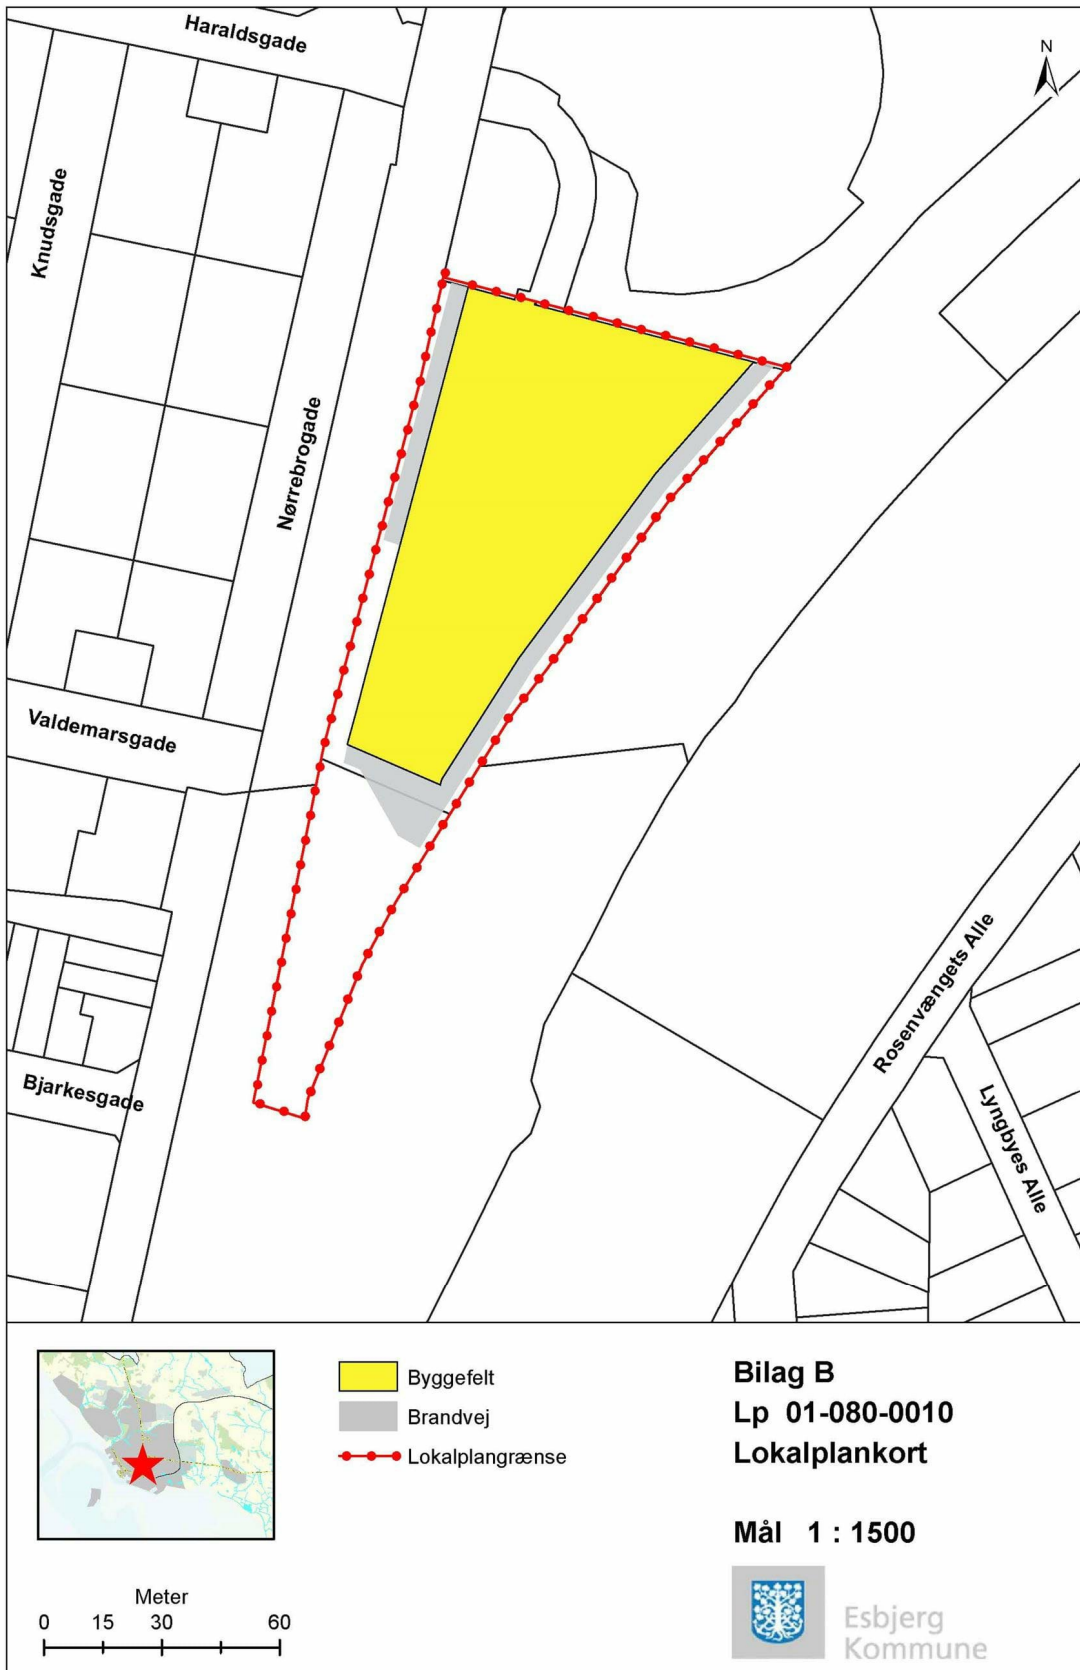 Haraldsgade
N
Knudsgade
Nørrebrogade
Valdemarsgade
Rosenvængets Alle
Bjarkesgade
Lyngbyes Alle
Byggefelt
Brandvej
Lokalplangrænse
Bilag B
Lp 01-080-0010
Lokalplankort
Mål 1 : 1500
Meter
0 15 30 60
Esbjerg
Kommune